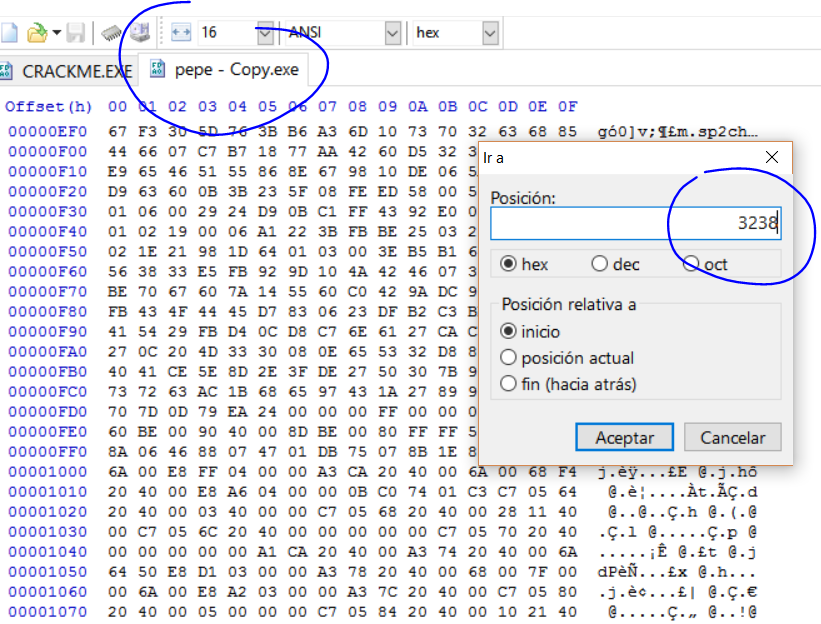 16 ANSI hex
CRACKME.EXE pepe - Copy.exe
Offset(h) 00 01 02 03 04 05 06 07 08 09 0A 0B 0C 0D 0E 0F
00000EF0 67 F3 30 5D 76 3B B6 A3 6D 10 73 70 32 63 68 85 gó0]v;¶£m.sp2ch…
00000F00 44 66 07 C7 B7 18 77 AA 42 60 D5 32 3
00000F10 E9 65 46 51 55 86 8E 67 98 10 DE 06 5
00000F20 D9 63 60 0B 3B 23 5F 08 FE ED 58 00 5
00000F30 01 06 00 29 24 D9 0B C1 FF 43 92 E0 0
00000F40 01 02 19 00 06 A1 22 3B FB BE 25 03 2
00000F50 02 1E 21 98 1D 64 01 03 00 3E B5 B1 6
00000F60 56 38 33 E5 FB 92 9D 10 4A 42 46 07 3
00000F70 BE 70 67 60 7A 14 55 60 C0 42 9A DC 9
00000F80 FB 43 4F 44 45 D7 83 06 23 DF B2 C3 B
00000F90 41 54 29 FB D4 0C D8 C7 6E 61 27 CA C
00000FA0 27 0C 20 4D 33 30 08 0E 65 53 32 D8 8
00000FB0 40 41 CE 5E 8D 2E 3F DE 27 50 30 7B 9
00000FC0 73 72 63 AC 1B 68 65 97 43 1A 27 89 9
00000FD0 70 7D 0D 79 EA 24 00 00 00 FF 00 00 0
00000FE0 60 BE 00 90 40 00 8D BE 00 80 FF FF 5
00000FF0 8A 06 46 88 07 47 01 DB 75 07 8B 1E 8
00001000 6A 00 E8 FF 04 00 00 A3 CA 20 40 00 6A 00 68 F4 j.èÿ...£Ê @.j.hô
00001010 20 40 00 E8 A6 04 00 00 0B C0 74 01 C3 C7 05 64 @.è¦....Àt.ÃÇ.d
00001020 20 40 00 03 40 00 00 C7 05 68 20 40 00 28 11 40 @..@..Ç.h @.(.@
00001030 00 C7 05 6C 20 40 00 00 00 00 00 C7 05 70 20 40 .Ç.l @.....Ç.p @
00001040 00 00 00 00 00 A1 CA 20 40 00 A3 74 20 40 00 6A .....¡Ê @.£t @.j
00001050 64 50 E8 D1 03 00 00 A3 78 20 40 00 68 00 7F 00 dPèÑ...£x @.h...
00001060 00 6A 00 E8 A2 03 00 00 A3 7C 20 40 00 C7 05 80 .j.è¢...£| @.Ç.€
00001070 20 40 00 05 00 00 00 C7 05 84 20 40 00 10 21 40 @.....Ç.„ @..!@
Ir a
Posición:
3238
hex dec oct
Posición relativa a
inicio
posición actual
fin (hacia atrás)
Aceptar Cancelar